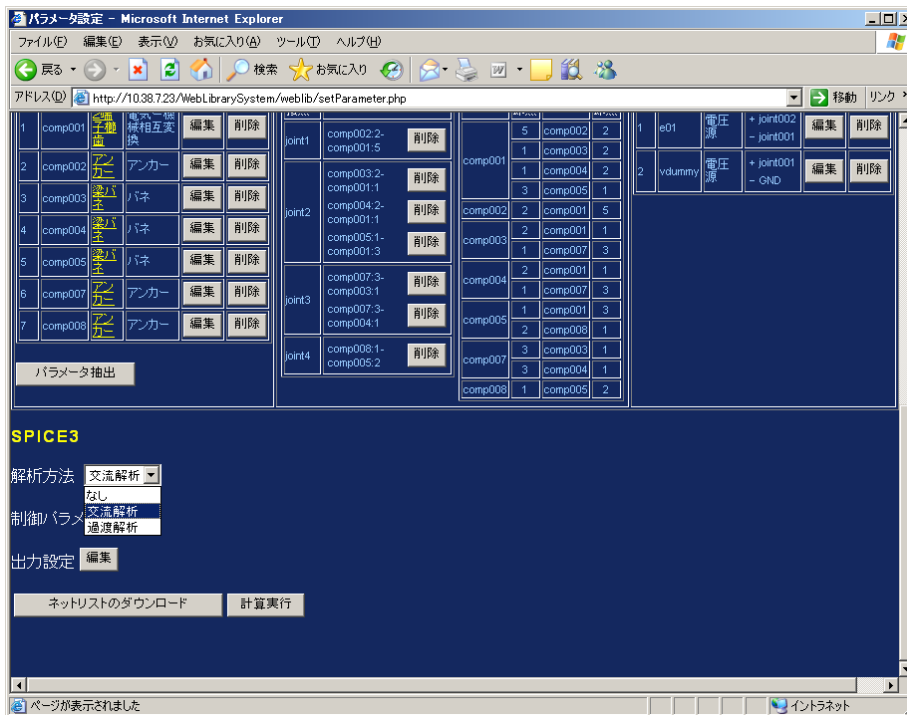 パラメータ設定 - Microsoft Internet Explorer
ファイル(F) 編集(E) 表示(V) お気に入り(A) ツール(T) ヘルプ(H)
戻る 検索 お気に入り
アドレス(D) http://10.38.7.23/WebLibrarySystem/weblib/setParameter.php 移動 リンク
1 comp001 子櫛歯 電気-機械相互変換 編集 削除
2 comp002 アンカー アンカー 編集 削除
3 comp003 梁バネ バネ 編集 削除
4 comp004 梁バネ バネ 編集 削除
5 comp005 梁バネ バネ 編集 削除
6 comp007 アンカー アンカー 編集 削除
7 comp008 アンカー アンカー 編集 削除
パラメータ抽出
joint1 comp002:2-comp001:5 削除
joint2 comp003:2-comp001:1 削除
comp004:2-comp001:1 削除
comp005:1-comp001:3 削除
joint3 comp007:3-comp003:1 削除
comp007:3-comp004:1 削除
joint4 comp008:1-comp005:2 削除
comp001 5 comp002 2
1 comp003 2
1 comp004 2
3 comp005 1
comp002 2 comp001 5
comp003 2 comp001 1
1 comp007 3
comp004 2 comp001 1
1 comp007 3
comp005 1 comp001 3
2 comp008 1
comp007 3 comp003 1
3 comp004 1
comp008 1 comp005 2
1 e01 電圧源 + joint002 - joint001 編集 削除
2 vdummy 電圧源 + joint001 - GND 編集 削除
SPICE3
解析方法 交流解析
なし
交流解析
過渡解析
制御パラメ
出力設定 編集
ネットリストのダウンロード 計算実行
ページが表示されました イントラネット